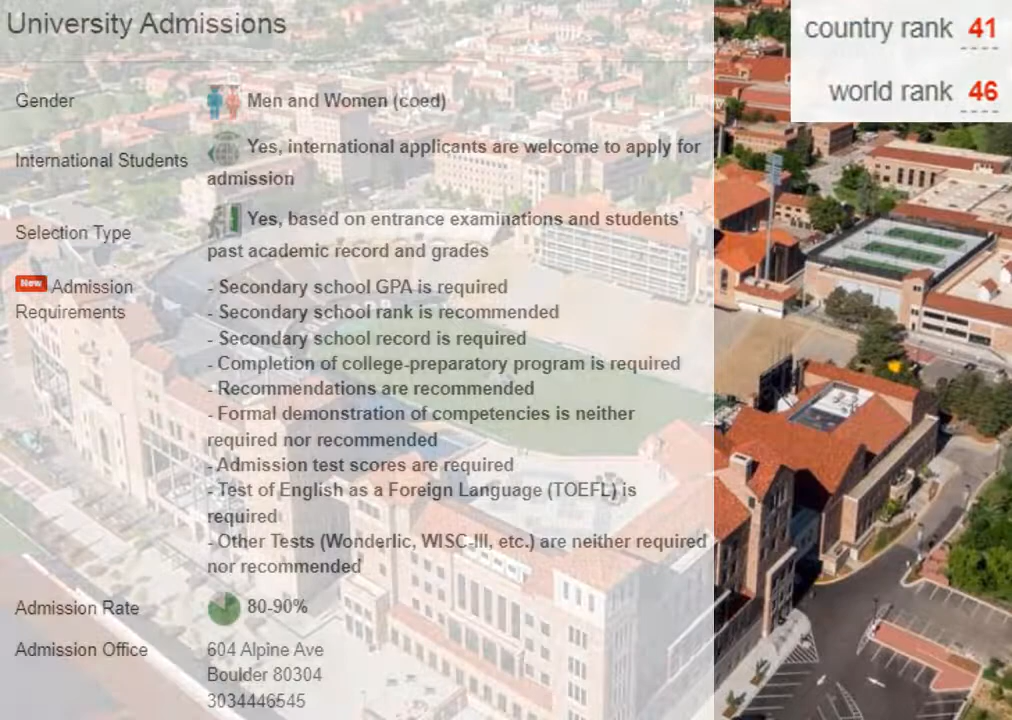 University Admissions
country rank 41
world rank 46
Gender
Men and Women (coed)
International Students
Yes, international applicants are welcome to apply for
admission
Selection Type
Yes, based on entrance examinations and students'
past academic record and grades
New Admission
Requirements
- Secondary school GPA is required
- Secondary school rank is recommended
- Secondary school record is required
- Completion of college-preparatory program is required
- Recommendations are recommended
- Formal demonstration of competencies is neither
required nor recommended
- Admission test scores are required
- Test of English as a Foreign Language (TOEFL) is
required
- Other Tests (Wonderlic, WISC-III, etc.) are neither required
nor recommended
Admission Rate
80-90%
Admission Office
604 Alpine Ave
Boulder 80304
3034446545